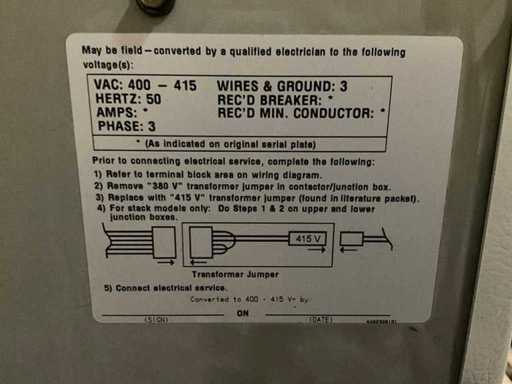 May be field – converted by a qualified electrician to the following
voltage(s):
VAC: 400 – 415 WIRES & GROUND: 3
HERTZ: 50 REC'D BREAKER: *
AMPS: * REC'D MIN. CONDUCTOR: *
PHASE: 3
* (As indicated on original serial plate)
Prior to connecting electrical service, complete the following:
1) Refer to terminal block area on wiring diagram.
2) Remove "380 V" transformer jumper in contactor/junction box.
3) Replace with "415 V" transformer jumper (found in literature packet).
4) For stack models only: Do Steps 1 & 2 on upper and lower
junction boxes.
415 V
Transformer Jumper
5) Connect electrical service.
Converted to 400 - 415 V~ by
ON
(SIGN) (DATE)